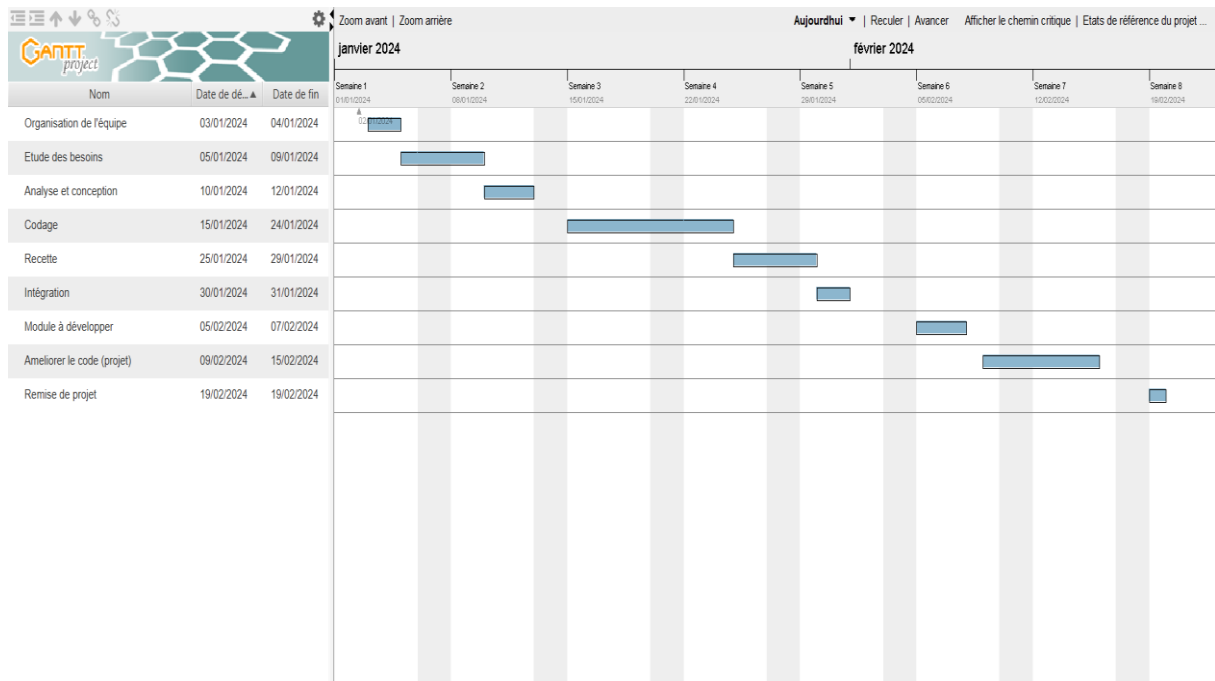 Zoom avant | Zoom arrière
Aujourd'hui ▼ | Reculer | Avancer Afficher le chemin critique | Etats de référence du projet ...
GANTT
project
janvier 2024 février 2024
Semaine 1 Semaine 2 Semaine 3 Semaine 4 Semaine 5 Semaine 6 Semaine 7 Semaine 8
01/01/2024 08/01/2024 15/01/2024 22/01/2024 29/01/2024 05/02/2024 12/02/2024 19/02/2024
Nom Date de dé... ▲ Date de fin
Organisation de l'équipe 03/01/2024 04/01/2024
Etude des besoins 05/01/2024 09/01/2024
Analyse et conception 10/01/2024 12/01/2024
Codage 15/01/2024 24/01/2024
Recette 25/01/2024 29/01/2024
Intégration 30/01/2024 31/01/2024
Module à développer 05/02/2024 07/02/2024
Ameliorer le code (projet) 09/02/2024 15/02/2024
Remise de projet 19/02/2024 19/02/2024